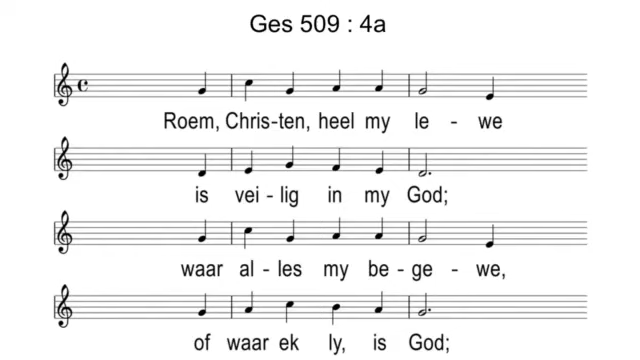 Ges 509 : 4a
Roem, Chris-ten, heel my le - we
is vei-lig in my God;
waar al-les my be-ge-we,
of waar ek ly, is God;